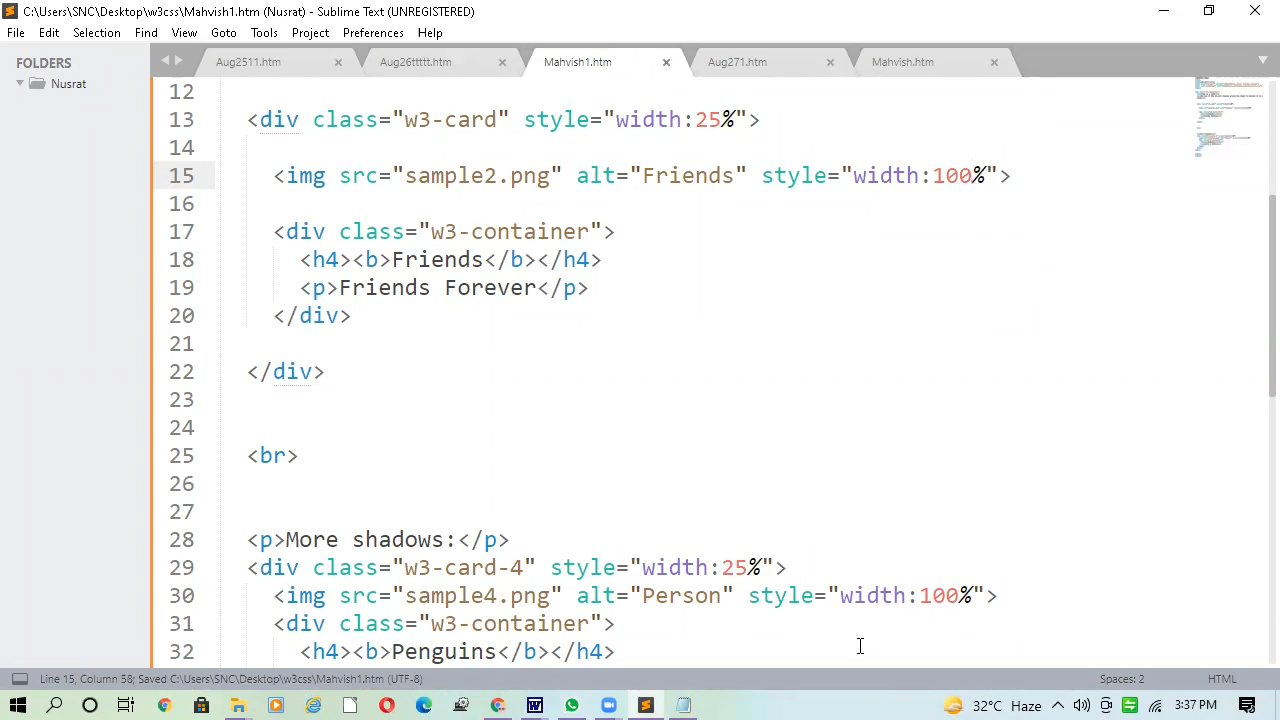 C:\Users\SNC\Desktop\w3css\Mahvish1.htm (Nusrat) - Sublime Text (UNREGISTERED)
File Edit Selection Find View Goto Tools Project Preferences Help
FOLDERS
Nusrat
Aug2511.htm Aug26ttttt.htm Mahvish1.htm Aug271.htm Mahvish.htm
12
13 <div class="w3-card" style="width:25%">
14
15 <img src="sample2.png" alt="Friends" style="width:100%">
16
17 <div class="w3-container">
18 <h4><b>Friends</b></h4>
19 <p>Friends Forever</p>
20 </div>
21
22 </div>
23
24
25 <br>
26
27
28 <p>More shadows:</p>
29 <div class="w3-card-4" style="width:25%">
30 <img src="sample4.png" alt="Person" style="width:100%">
31 <div class="w3-container">
32 <h4><b>Penguins</b></h4>
Line 15, Column 58; Saved C:\Users\SNC\Desktop\w3css\Mahvish1.htm (UTF-8) Spaces: 2 HTML
32°C Haze 3:37 PM